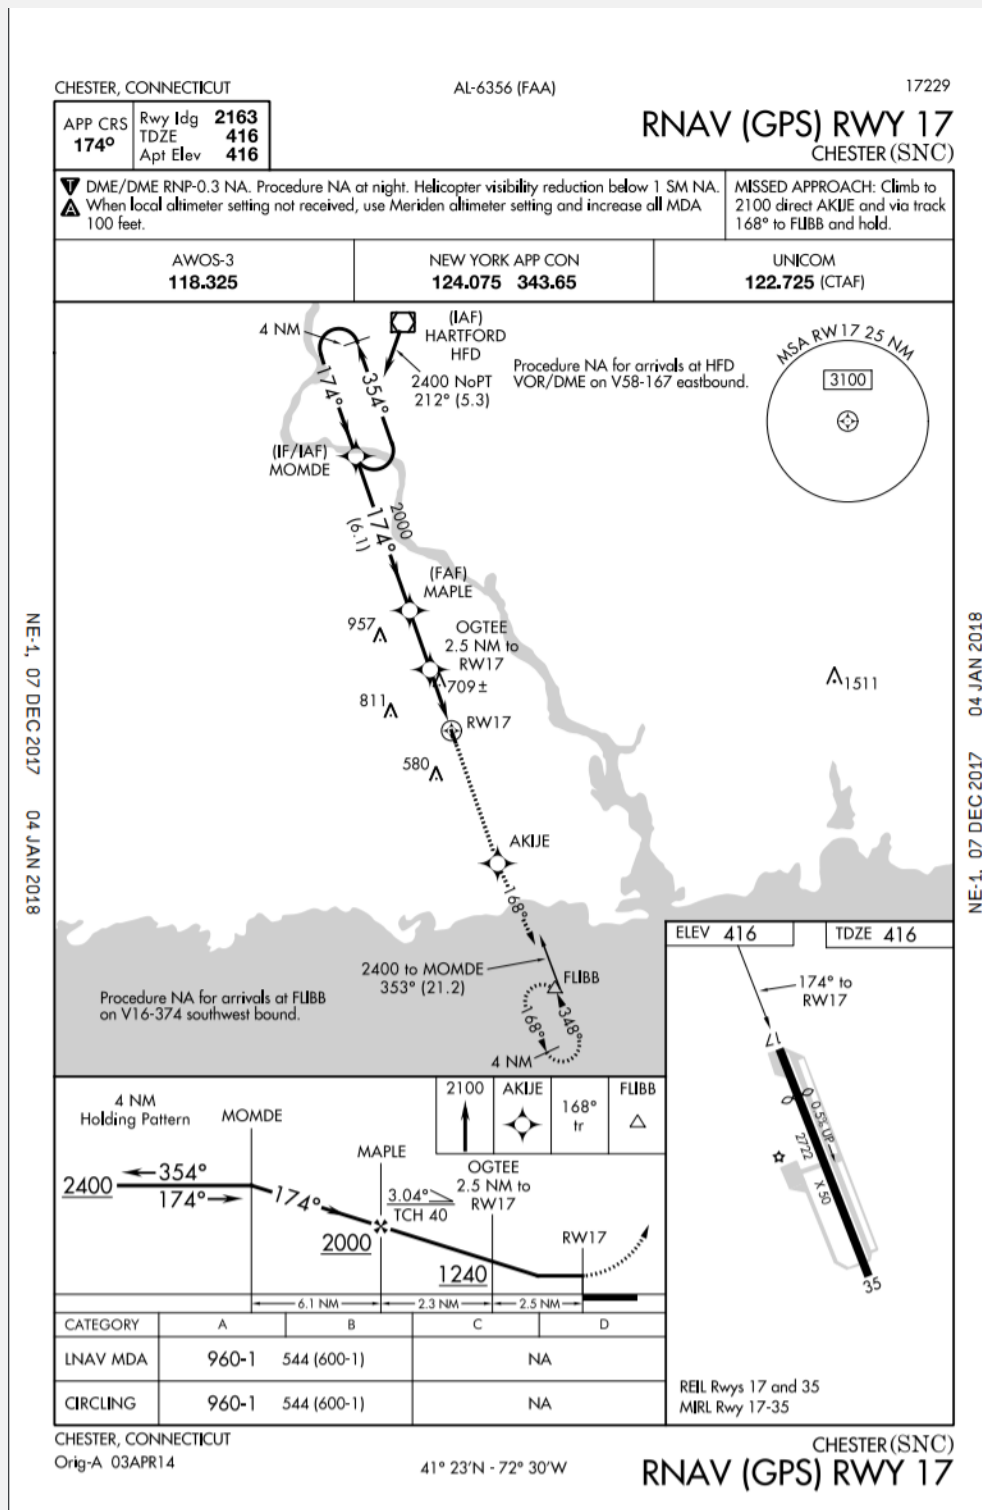 CHESTER, CONNECTICUT
AL-6356 (FAA)
17229
APP CRS
174°
Rwy ldg 2163
TDZE 416
Apt Elev 416
RNAV (GPS) RWY 17
CHESTER (SNC)
T
A
DME/DME RNP-0.3 NA. Procedure NA at night. Helicopter visibility reduction below 1 SM NA.
When local altimeter setting not received, use Meriden altimeter setting and increase all MDA
100 feet.
MISSED APPROACH: Climb to
2100 direct AKIJE and via track
168° to FLIBB and hold.
AWOS-3
118.325
NEW YORK APP CON
124.075 343.65
UNICOM
122.725 (CTAF)
4 NM
(IAF)
HARTFORD
HFD
2400 NoPT
212° (5.3)
Procedure NA for arrivals at HFD
VOR/DME on V58-167 eastbound.
MSA RW17 25 NM
3100
174°
354°
(IF/IAF)
MOMDE
2000
174°
(6.1)
(FAF)
MAPLE
957
OGTEE
2.5 NM to
RW17
709±
811
RW17
580
1511
AKIJE
168°
2400 to MOMDE
353° (21.2)
FLIBB
168°
348°
4 NM
Procedure NA for arrivals at FLIBB
on V16-374 southwest bound.
ELEV 416
TDZE 416
174° to
RW17
17
0.5% UP
2722 X 50
35
REIL Rwys 17 and 35
MIRL Rwy 17-35
4 NM
Holding Pattern
MOMDE
2100
AKIJE
168°
tr
FLIBB
MAPLE
OGTEE
2.5 NM to
RW17
2400
354°
174°
174°
3.04°
TCH 40
2000
1240
RW17
6.1 NM
2.3 NM
2.5 NM
CATEGORY A B C D
LNAV MDA 960-1 544 (600-1) NA
CIRCLING 960-1 544 (600-1) NA
CHESTER, CONNECTICUT
Orig-A 03APR14
41° 23'N - 72° 30'W
CHESTER (SNC)
RNAV (GPS) RWY 17
NE-1, 07 DEC 2017 04 JAN 2018
NE-1, 07 DEC 2017 04 JAN 2018